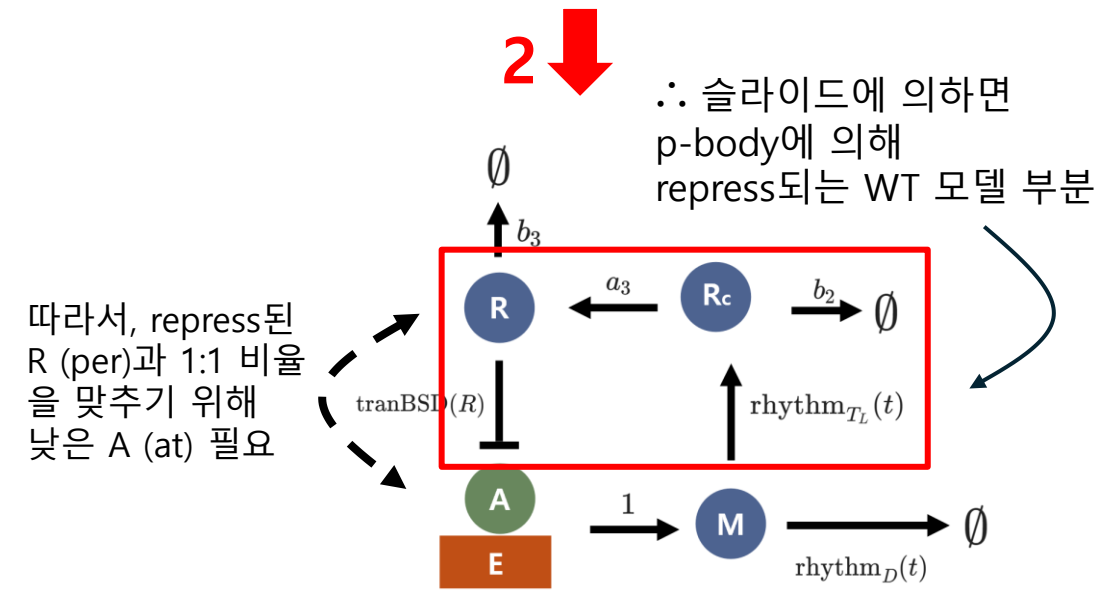 2
∴ 슬라이드에 의하면
p-body에 의해
repress되는 WT 모델 부분
∅
b₃
R
a₃
Rc
b₂
∅
따라서, repress된
R (per)과 1:1 비율
을 맞추기 위해
낮은 A (at) 필요
tranBSD(R)
rhythm_{T_L}(t)
A
E
1
M
∅
rhythm_D(t)